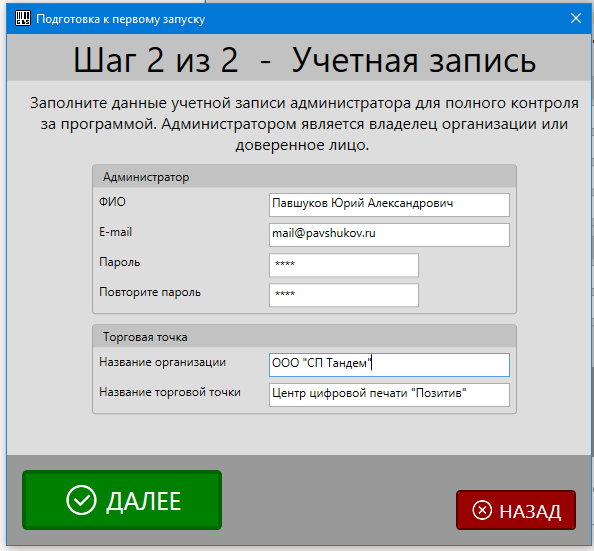 Подготовка к первому запуску
Шаг 2 из 2 - Учетная запись
Заполните данные учетной записи администратора для полного контроля
за программой. Администратором является владелец организации или
доверенное лицо.
Администратор
ФИО Павшуков Юрий Александрович
E-mail mail@pavshukov.ru
Пароль ****
Повторите пароль ****
Торговая точка
Название организации ООО "СП Тандем"
Название торговой точки Центр цифровой печати "Позитив"
ДАЛЕЕ
НАЗАД